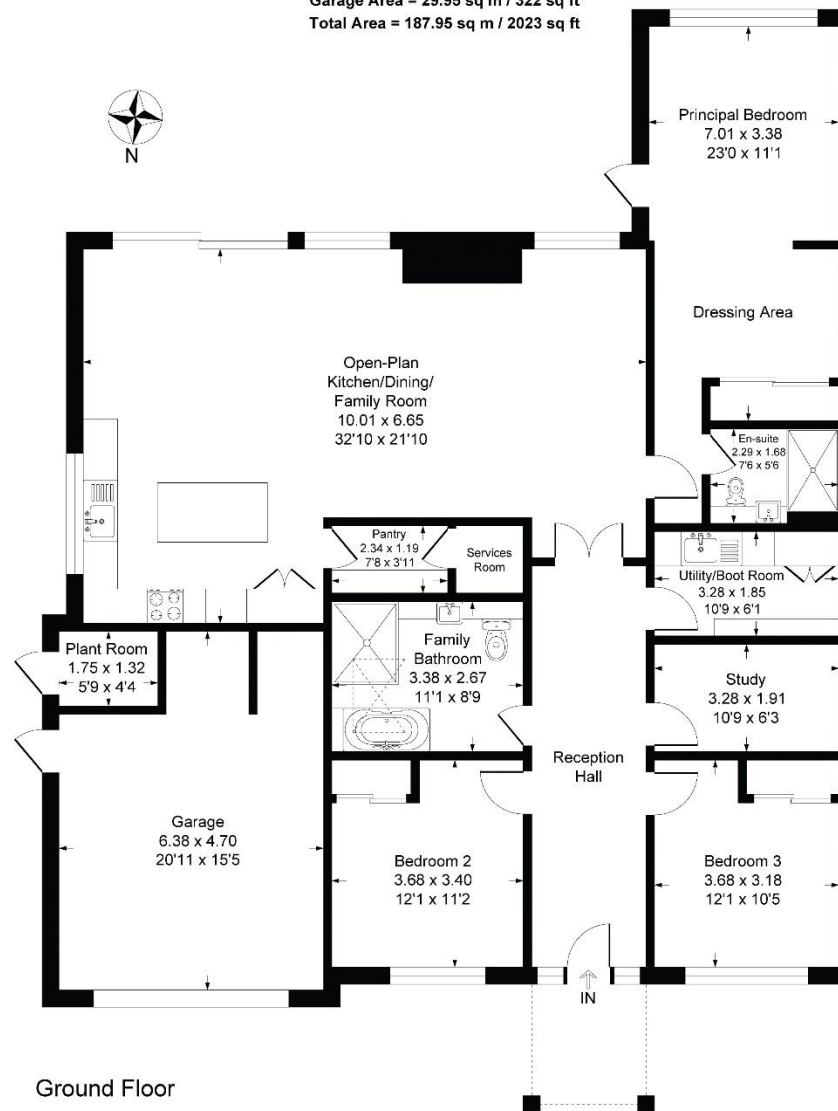 Garage Area = 29.95 sq m / 322 sq ft
Total Area = 187.95 sq m / 2023 sq ft
N
Principal Bedroom
7.01 x 3.38
23'0 x 11'1
Dressing Area
Open-Plan
Kitchen/Dining/
Family Room
10.01 x 6.65
32'10 x 21'10
En-suite
2.29 x 1.68
7'6 x 5'6
Pantry
2.34 x 1.19
7'8 x 3'11
Services
Room
Utility/Boot Room
3.28 x 1.85
10'9 x 6'1
Plant Room
1.75 x 1.32
5'9 x 4'4
Family
Bathroom
3.38 x 2.67
11'1 x 8'9
Study
3.28 x 1.91
10'9 x 6'3
Reception
Hall
Garage
6.38 x 4.70
20'11 x 15'5
Bedroom 2
3.68 x 3.40
12'1 x 11'2
Bedroom 3
3.68 x 3.18
12'1 x 10'5
IN
Ground Floor